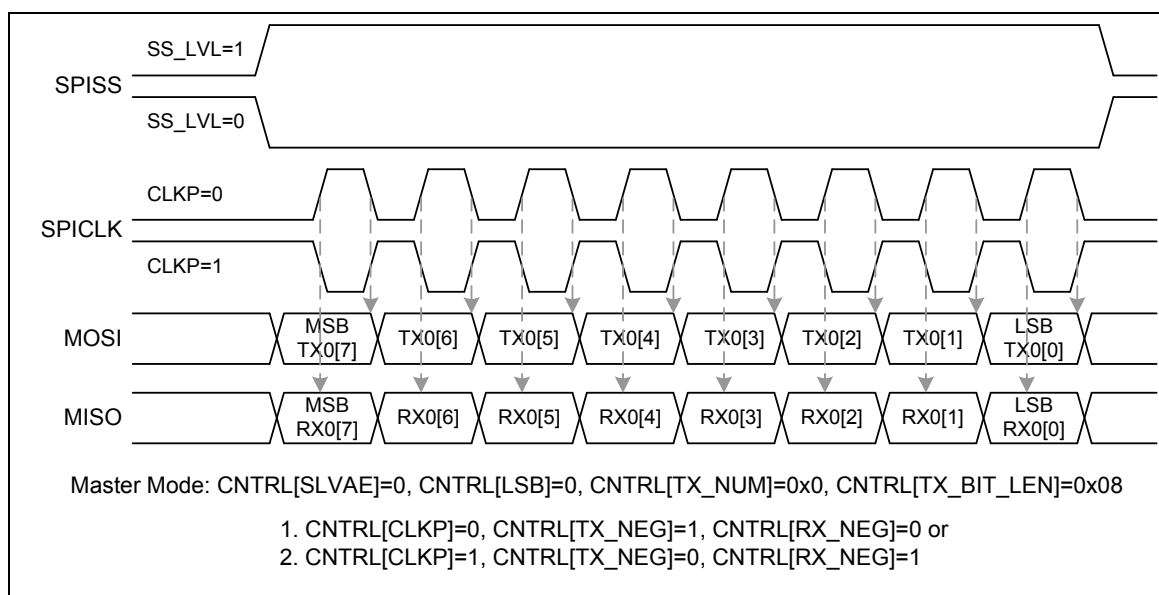 SS_LVL=1
SPISS
SS_LVL=0
CLKP=0
SPICLK
CLKP=1
MOSI
MSB
TX0[7]
TX0[6]
TX0[5]
TX0[4]
TX0[3]
TX0[2]
TX0[1]
LSB
TX0[0]
MISO
MSB
RX0[7]
RX0[6]
RX0[5]
RX0[4]
RX0[3]
RX0[2]
RX0[1]
LSB
RX0[0]
Master Mode: CNTRL[SLVAE]=0, CNTRL[LSB]=0, CNTRL[TX_NUM]=0x0, CNTRL[TX_BIT_LEN]=0x08
1. CNTRL[CLKP]=0, CNTRL[TX_NEG]=1, CNTRL[RX_NEG]=0 or
2. CNTRL[CLKP]=1, CNTRL[TX_NEG]=0, CNTRL[RX_NEG]=1